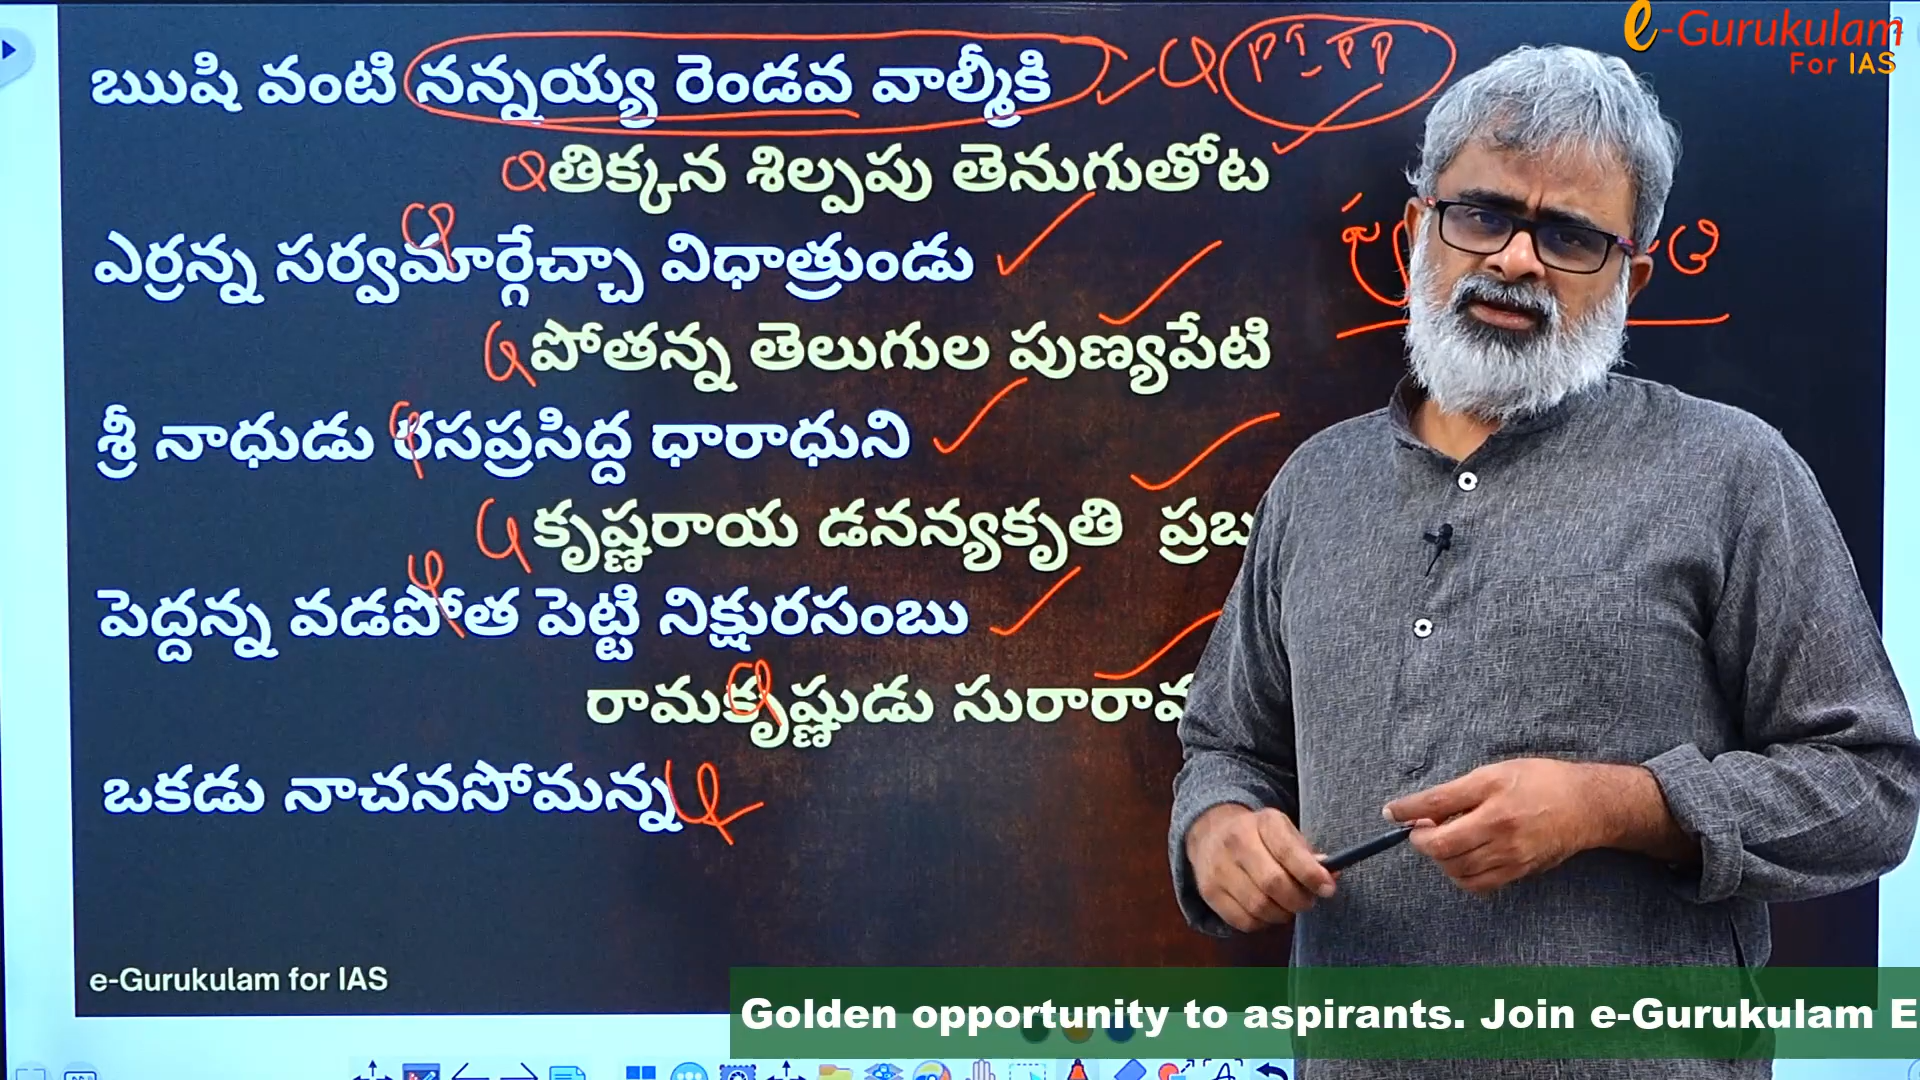 e-Gurukulam
For IAS
ఋషి వంటి నన్నయ్య రెండవ వాల్మీకి
తిక్కన శిల్పపు తెనుగుతోట
ఎర్రన్న సర్వమార్గేచ్ఛా విధాత్రుండు
పోతన్న తెలుగుల పుణ్యపేటి
శ్రీ నాధుడు రసప్రసిద్ద ధారాధుని
కృష్ణరాయ డనన్యకృతి
పెద్దన్న వడపోత పెట్టి నిక్షురసంబు
రామకృష్ణుడు
ఒకడు నాచనసోమన్న
e-Gurukulam for IAS
Golden opportunity to aspirants. Join e-Gurukulam E